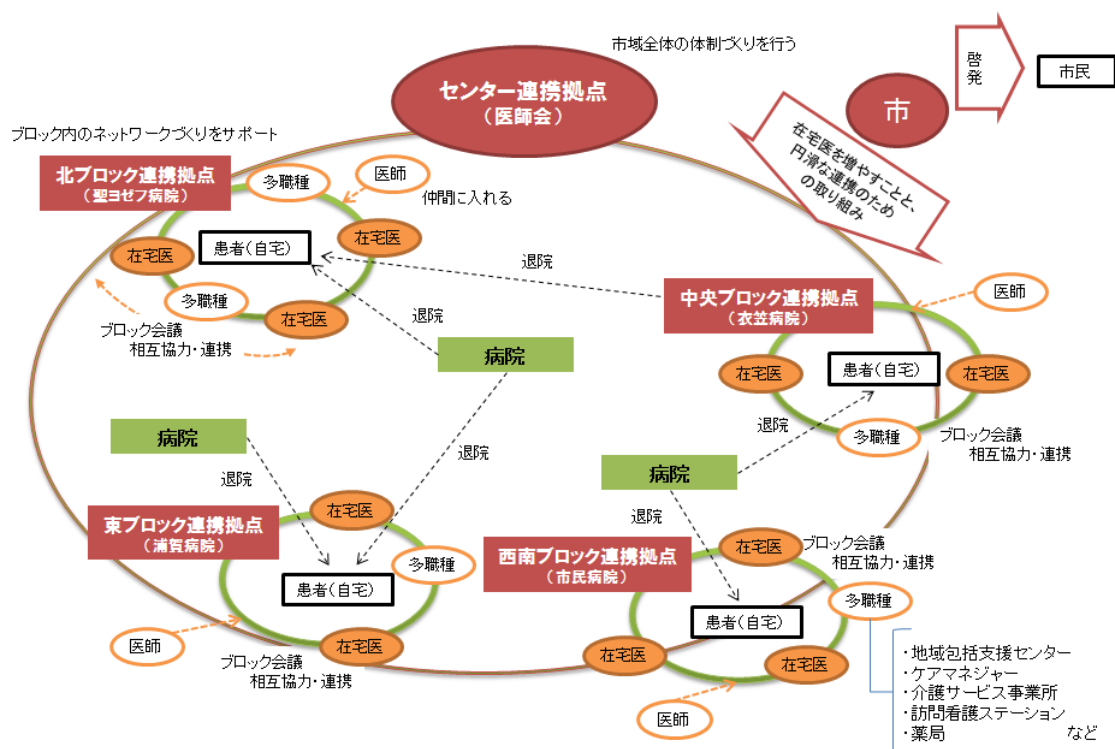 市域全体の体制づくりを行う
センター連携拠点
（医師会）
市
啓
発
市民
在宅医を増やすことと、
円滑な連携のため
の取り組み
ブロック内のネットワークづくりをサポート
北ブロック連携拠点
（聖ヨゼフ病院）
多職種
医師
仲間に入れる
在宅医
患者（自宅）
在宅医
多職種
在宅医
ブロック会議
相互協力・連携
退院
退院
病院
退院
中央ブロック連携拠点
（衣笠病院）
医師
在宅医
患者（自宅）
在宅医
多職種
ブロック会議
相互協力・連携
退院
病院
退院
病院
退院
東ブロック連携拠点
（浦賀病院）
在宅医
多職種
患者（自宅）
医師
在宅医
ブロック会議
相互協力・連携
西南ブロック連携拠点
（市民病院）
在宅医
ブロック会議
相互協力・連携
多職種
患者（自宅）
在宅医
在宅医
医師
・地域包括支援センター
・ケアマネジャー
・介護サービス事業所
・訪問看護ステーション
・薬局　　　　　　など